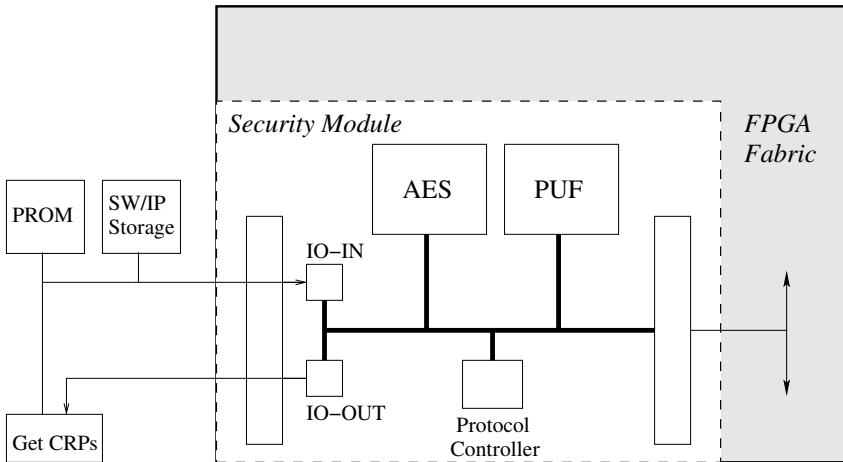 Security Module
FPGA
Fabric
AES
PUF
PROM
SW/IP
Storage
IO−IN
IO−OUT
Protocol
Controller
Get CRPs